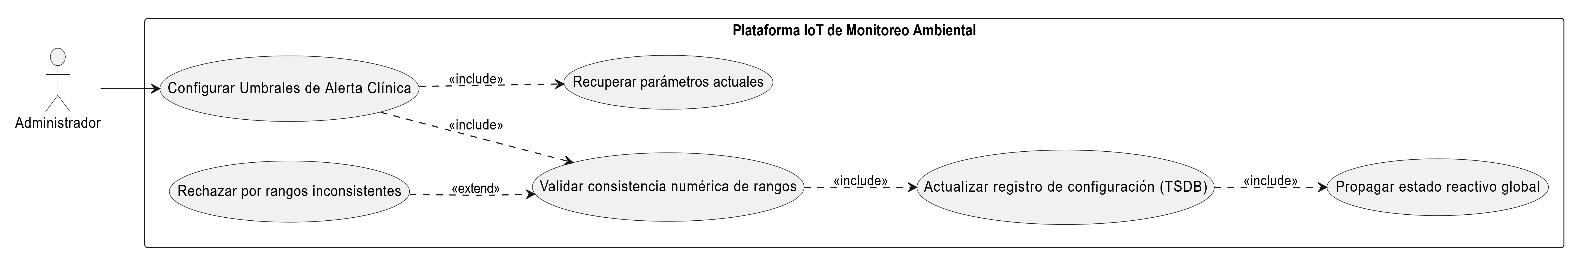 Plataforma IoT de Monitoreo Ambiental
Administrador
Configurar Umbrales de Alerta Clínica
«include»
Recuperar parámetros actuales
«include»
Rechazar por rangos inconsistentes
«extend»
Validar consistencia numérica de rangos
«include»
Actualizar registro de configuración (TSDB)
«include»
Propagar estado reactivo global